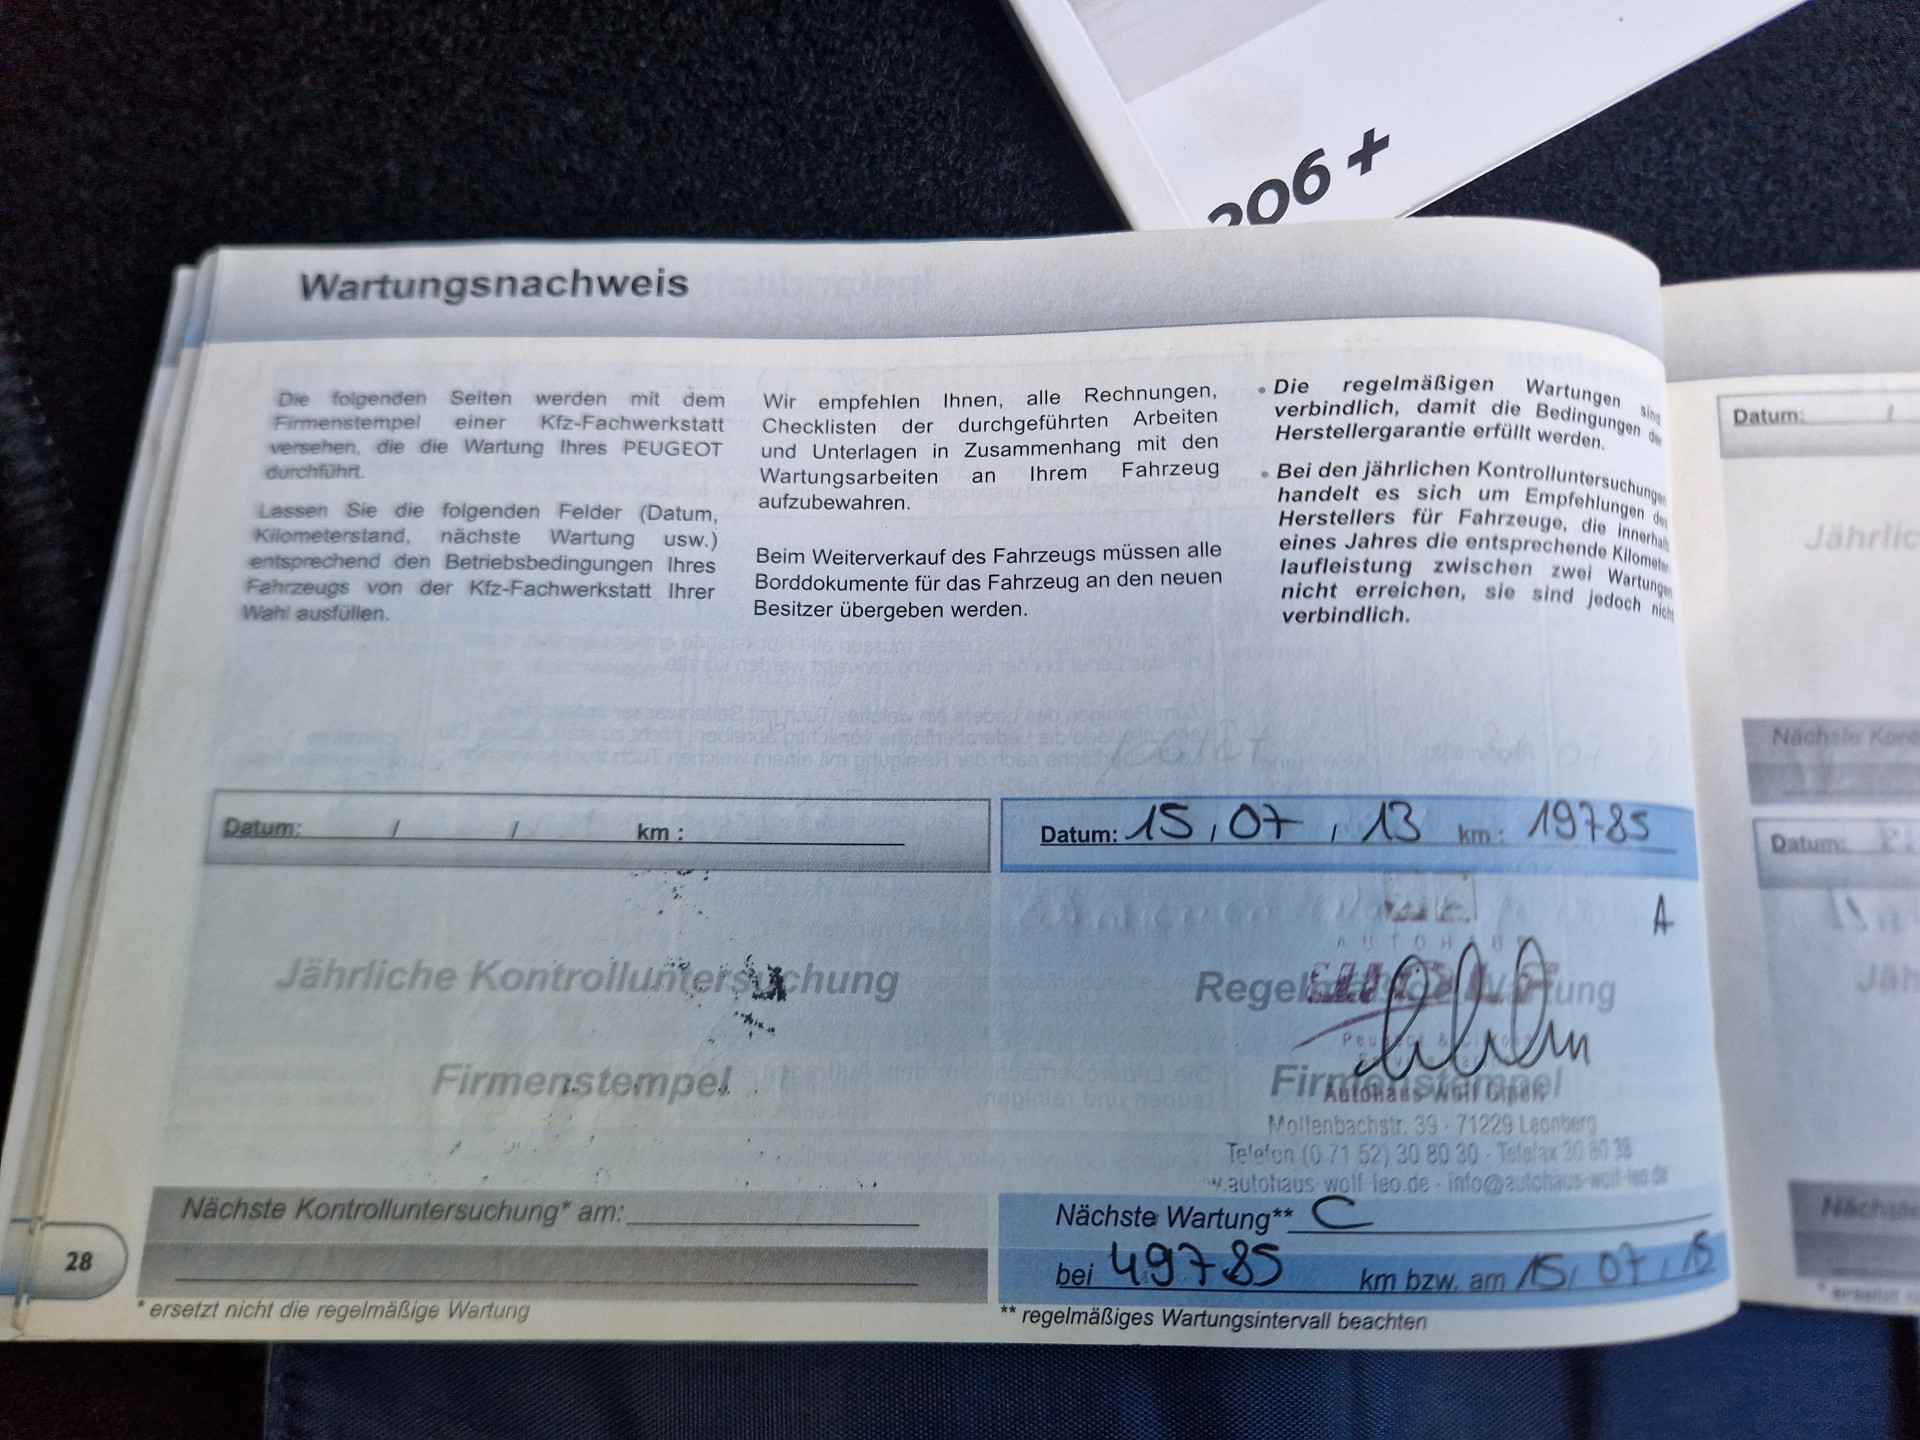 206 +
Wartungsnachweis
Die folgenden Seiten werden mit dem
Firmenstempel einer Kfz-Fachwerkstatt
versehen, die die Wartung Ihres PEUGEOT
durchführt.
Lassen Sie die folgenden Felder (Datum,
Kilometerstand, nächste Wartung usw.)
entsprechend den Betriebsbedingungen Ihres
Fahrzeugs von der Kfz-Fachwerkstatt Ihrer
Wahl ausfüllen.
Wir empfehlen Ihnen, alle Rechnungen,
Checklisten der durchgeführten Arbeiten
und Unterlagen in Zusammenhang mit den
Wartungsarbeiten an Ihrem Fahrzeug
aufzubewahren.
Beim Weiterverkauf des Fahrzeugs müssen alle
Borddokumente für das Fahrzeug an den neuen
Besitzer übergeben werden.
• Die regelmäßigen Wartungen sind
verbindlich, damit die Bedingungen der
Herstellergarantie erfüllt werden.
• Bei den jährlichen Kontrolluntersuchungen
handelt es sich um Empfehlungen des
Herstellers für Fahrzeuge, die innerhalb
eines Jahres die entsprechende Kilometer-
laufleistung zwischen zwei Wartungen
nicht erreichen, sie sind jedoch nicht
verbindlich.
Datum: / / km :
Jährliche Kontrolluntersuchung
Firmenstempel
Nächste Kontrolluntersuchung* am:
* ersetzt nicht die regelmäßige Wartung
Datum: 15, 07, 13 km : 19785
A
AUTOHAUS
Regelmäßige Wartung
Firmenstempel
Autohaus Wolf
Mollenbachstr. 39 - 71229 Leonberg
Telefon (0 71 52) 30 80 30 - Telefax 30 80 38
w.autohaus-wolf-leo.de - info@autohaus-wolf-leo.de
Nächste Wartung** C
bei 49785 km bzw. am 15, 07, 15
** regelmäßiges Wartungsintervall beachten
28
Datum: /
Jährlic
Nächste Kont
Datum:
Jäh
Nächste
* ersetzt